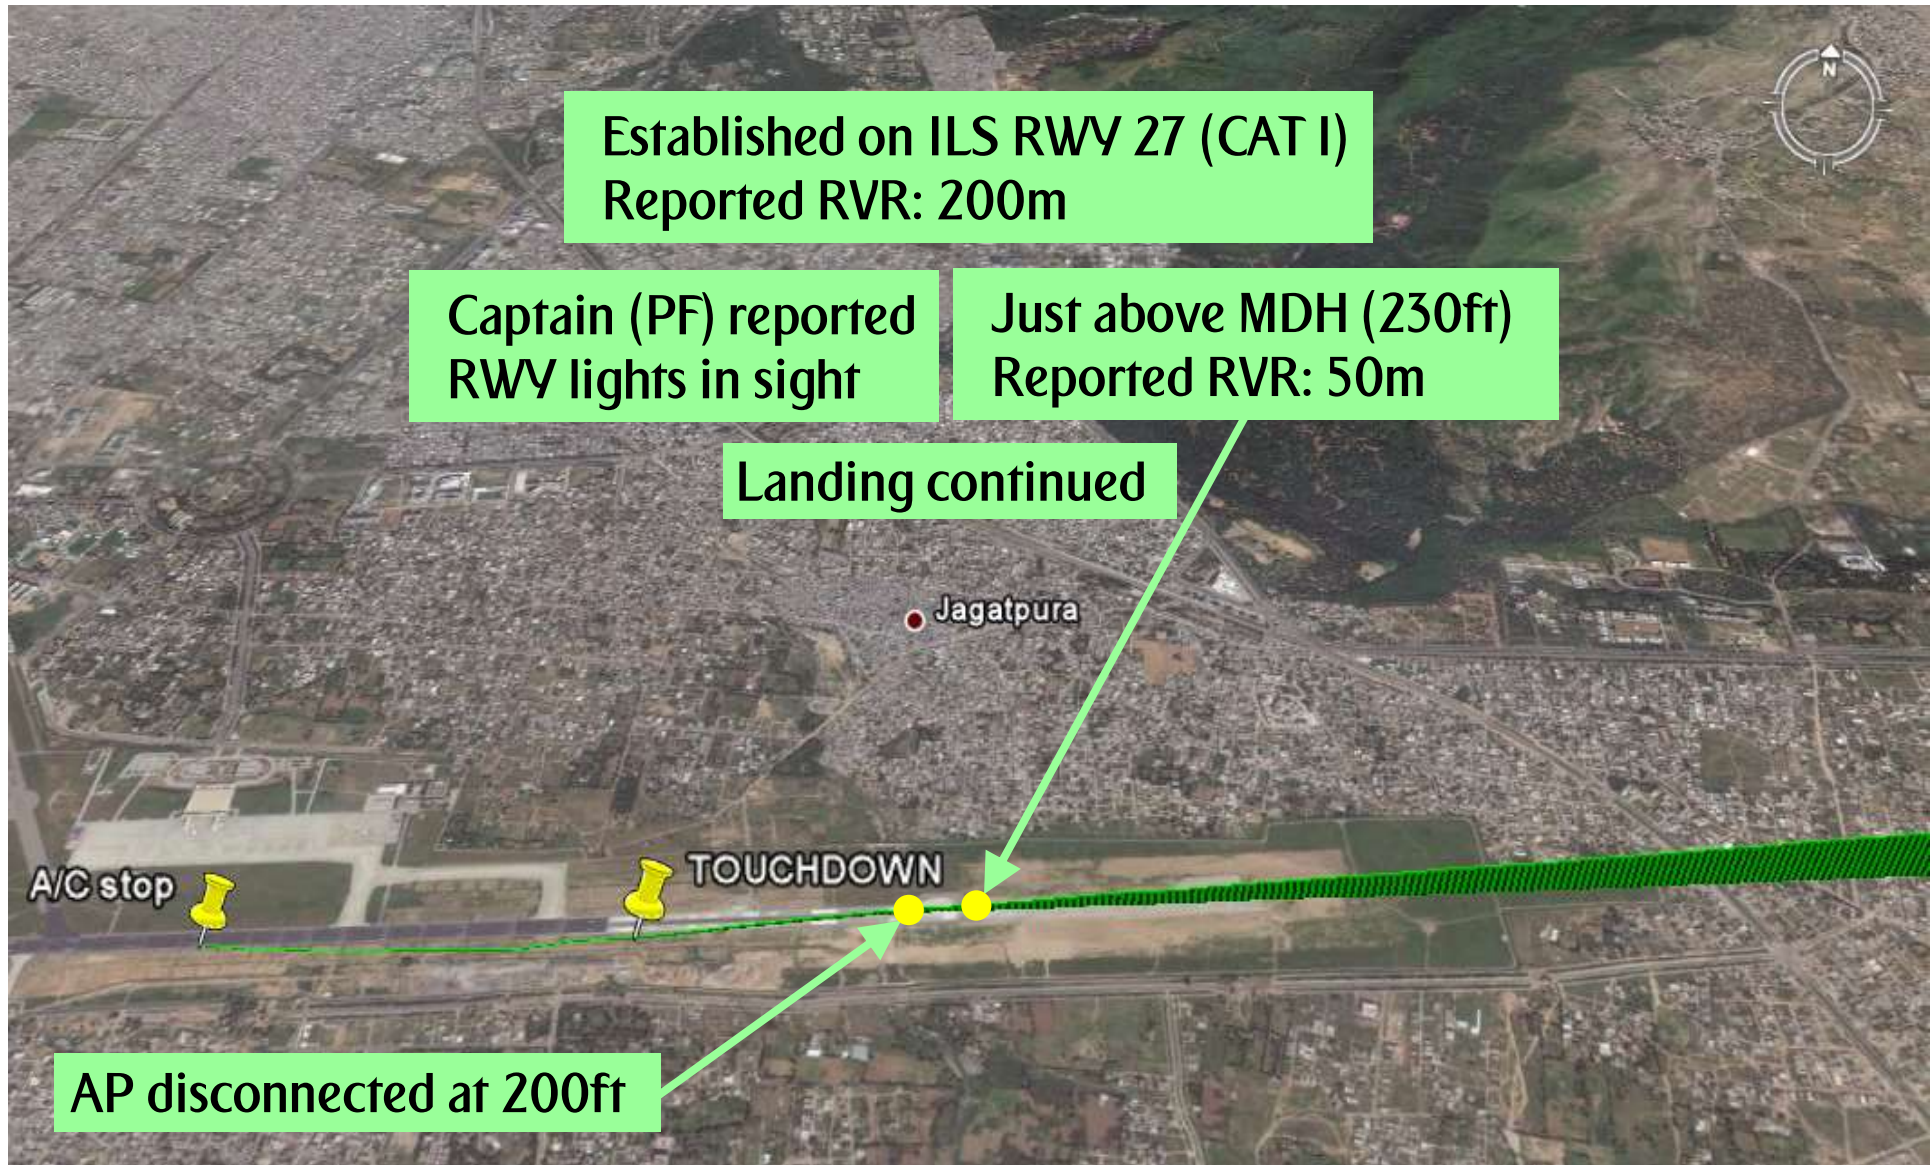 N
Established on ILS RWY 27 (CAT I)
Reported RVR: 200m
Captain (PF) reported
RWY lights in sight
Just above MDH (230ft)
Reported RVR: 50m
Landing continued
Jagatpura
A/C stop
TOUCHDOWN
AP disconnected at 200ft